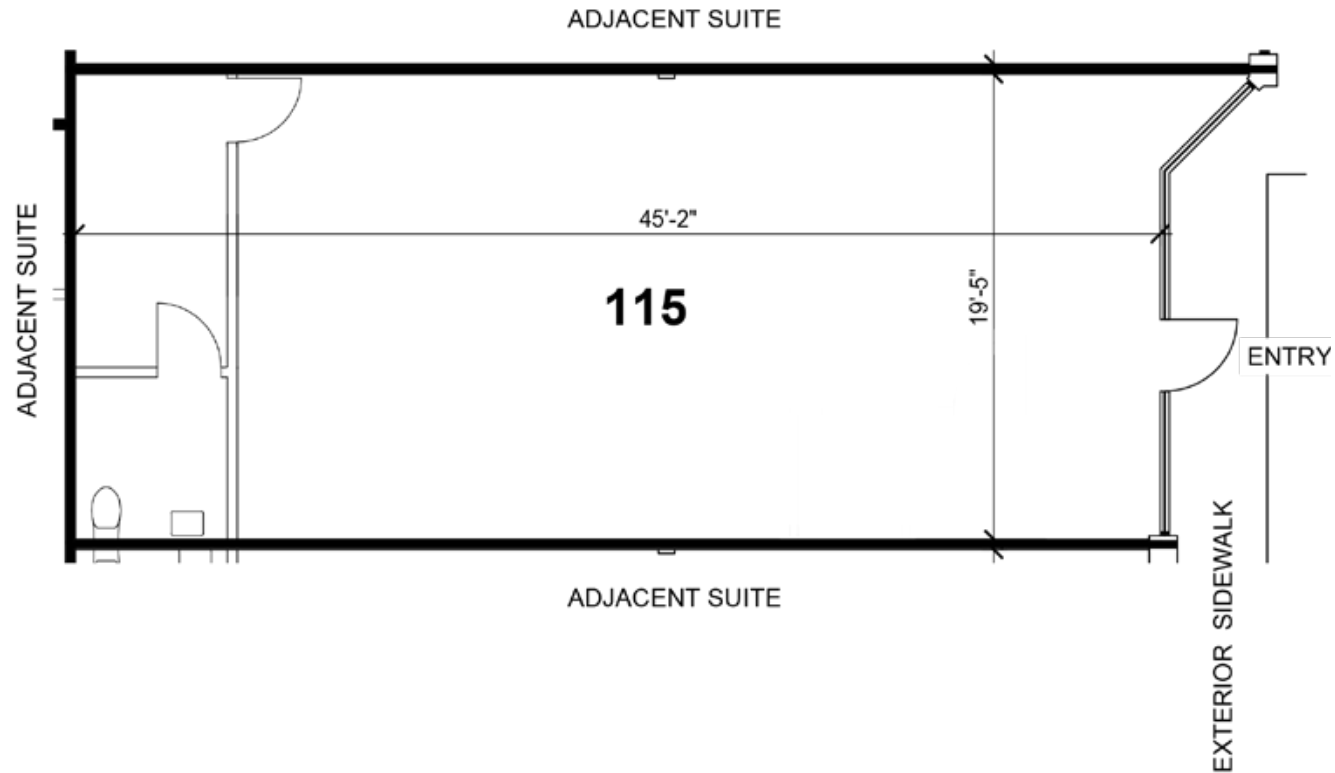 ADJACENT SUITE
45'-2"
115
19'-5"
ADJACENT SUITE
ENTRY
ADJACENT SUITE
EXTERIOR SIDEWALK